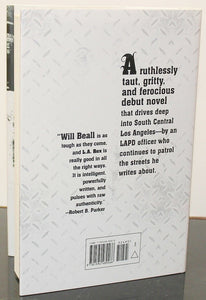 A ruthlessly
taut, gritty,
and ferocious
debut novel
that drives deep
into South Central
Los Angeles—by an
LAPD officer who
continues to patrol
the streets he
writes about.
"Will Beall is as
tough as they come,
and L.A. Rex is
really good in all
the right ways.
It is intelligent,
powerfully
written, and
pulses with raw
authenticity."
—Robert B. Parker